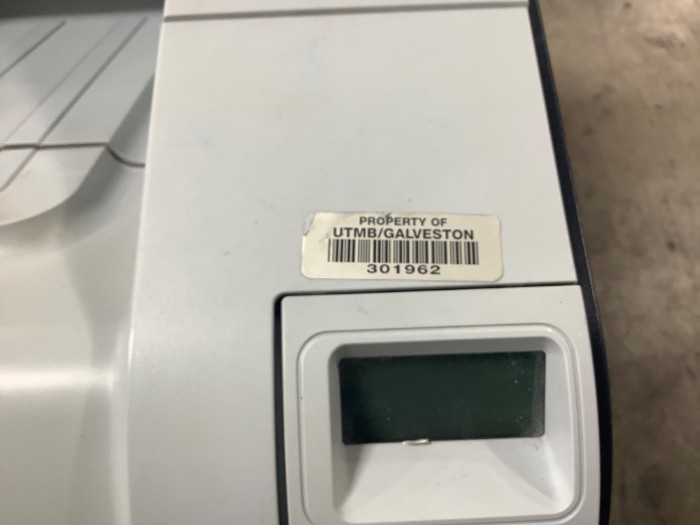 PROPERTY OF
UTMB/GALVESTON
301962